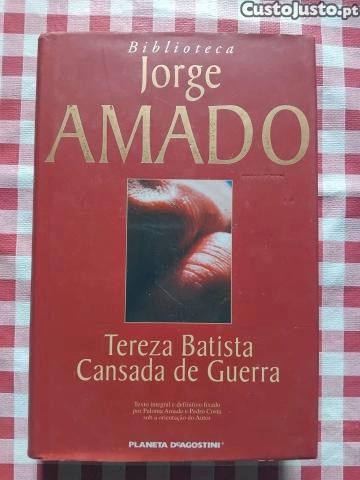 CustoJusto.pt
Biblioteca
Jorge
AMADO
Tereza Batista
Cansada de Guerra
Texto integral e definitivo fixado
por Paloma Amado e Pedro Costa
sob a orientação do Autor
PLANETA DeAGOSTINI